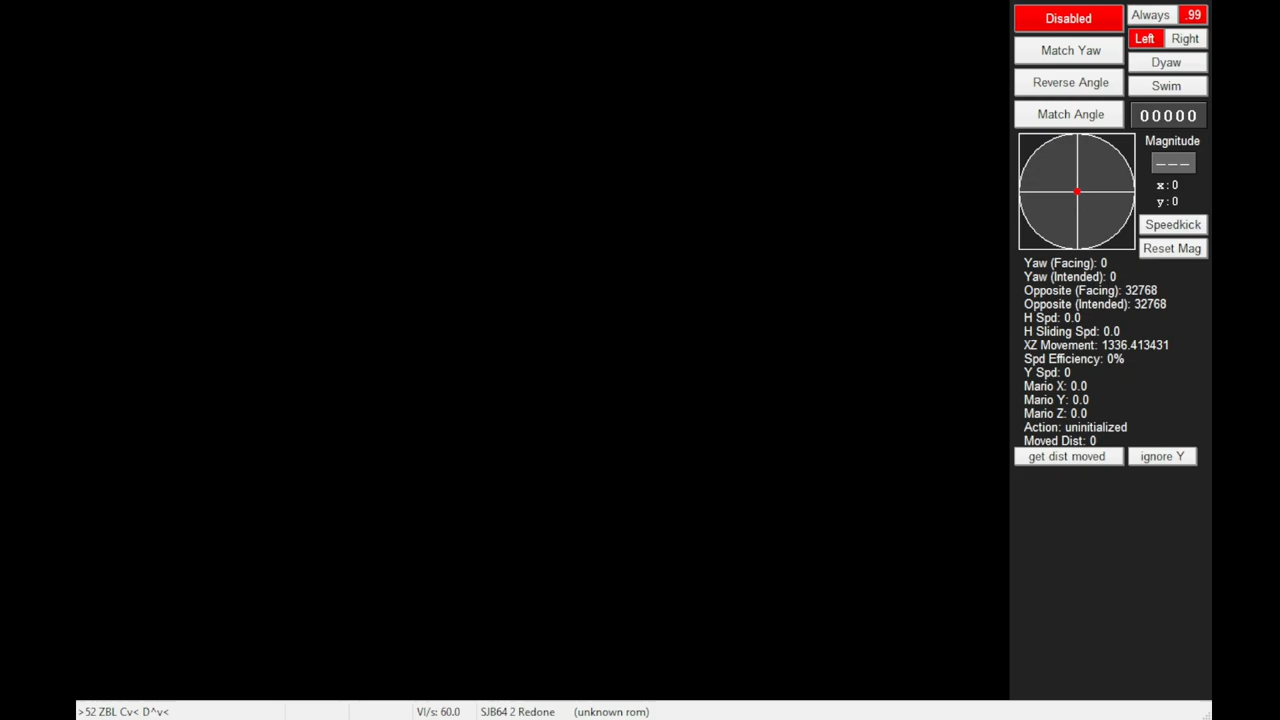 Disabled
Always .99
Left Right
Match Yaw
Dyaw
Reverse Angle
Swim
Match Angle
00000
Magnitude
---
x: 0
y: 0
Speedkick
Reset Mag
Yaw (Facing): 0
Yaw (Intended): 0
Opposite (Facing): 32768
Opposite (Intended): 32768
H Spd: 0.0
H Sliding Spd: 0.0
XZ Movement: 1336.413431
Spd Efficiency: 0%
Y Spd: 0
Mario X: 0.0
Mario Y: 0.0
Mario Z: 0.0
Action: uninitialized
Moved Dist: 0
get dist moved ignore Y
>52 ZBL Cv< D^v< VI/s: 60.0 SJB64 2 Redone (unknown rom)